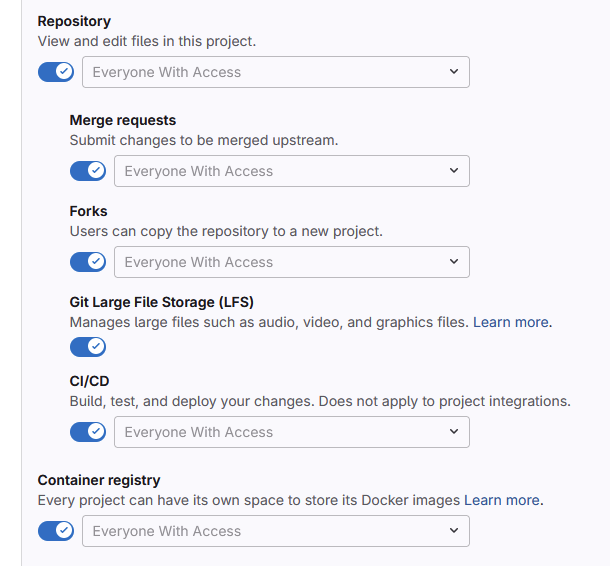 Repository
View and edit files in this project.
Everyone With Access
Merge requests
Submit changes to be merged upstream.
Everyone With Access
Forks
Users can copy the repository to a new project.
Everyone With Access
Git Large File Storage (LFS)
Manages large files such as audio, video, and graphics files. Learn more.
CI/CD
Build, test, and deploy your changes. Does not apply to project integrations.
Everyone With Access
Container registry
Every project can have its own space to store its Docker images Learn more.
Everyone With Access